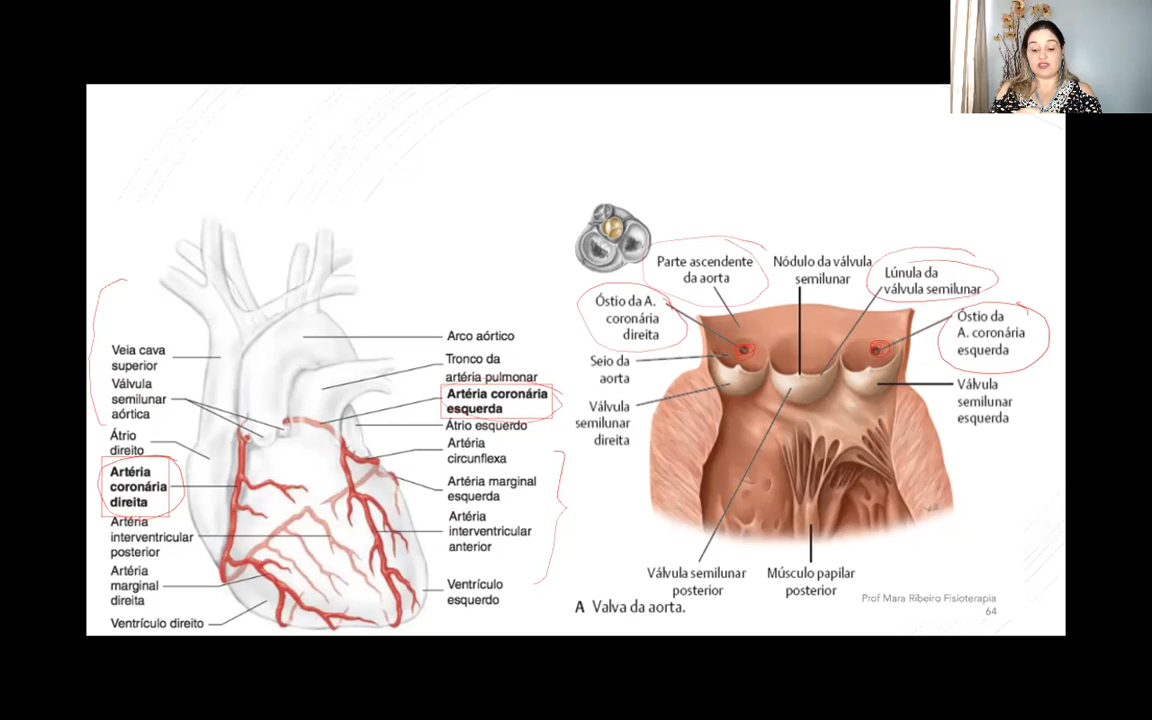 Veia cava
superior
Válvula
semilunar
aórtica
Átrio
direito
Artéria
coronária
direita
Artéria
interventricular
posterior
Artéria
marginal
direita
Ventrículo direito
Arco aórtico
Tronco da
artéria pulmonar
Artéria coronária
esquerda
Átrio esquerdo
Artéria
circunflexa
Artéria marginal
esquerda
Artéria
interventricular
anterior
Ventrículo
esquerdo
Parte ascendente
da aorta
Nódulo da válvula
semilunar
Lúnula da
válvula semilunar
Óstio da A.
coronária
direita
Óstio da
A. coronária
esquerda
Seio da
aorta
Válvula
semilunar
direita
Válvula
semilunar
esquerda
Válvula semilunar
posterior
Músculo papilar
posterior
A Valva da aorta.
Prof Mara Ribeiro Fisioterapia
64